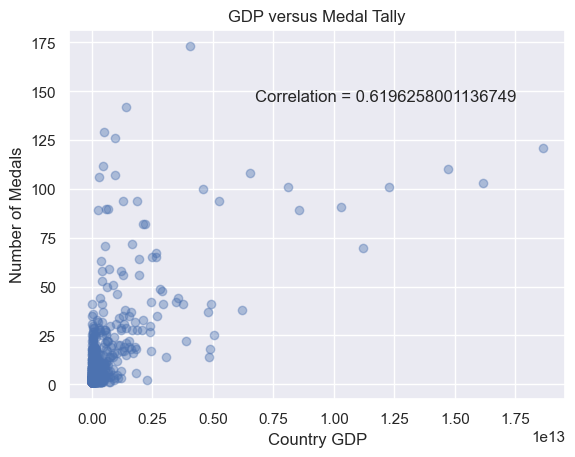 GDP versus Medal Tally
175
150
125
100
75
50
25
0
Number of Medals
Correlation = 0.6196258001136749
0.00 0.25 0.50 0.75 1.00 1.25 1.50 1.75
1e13
Country GDP